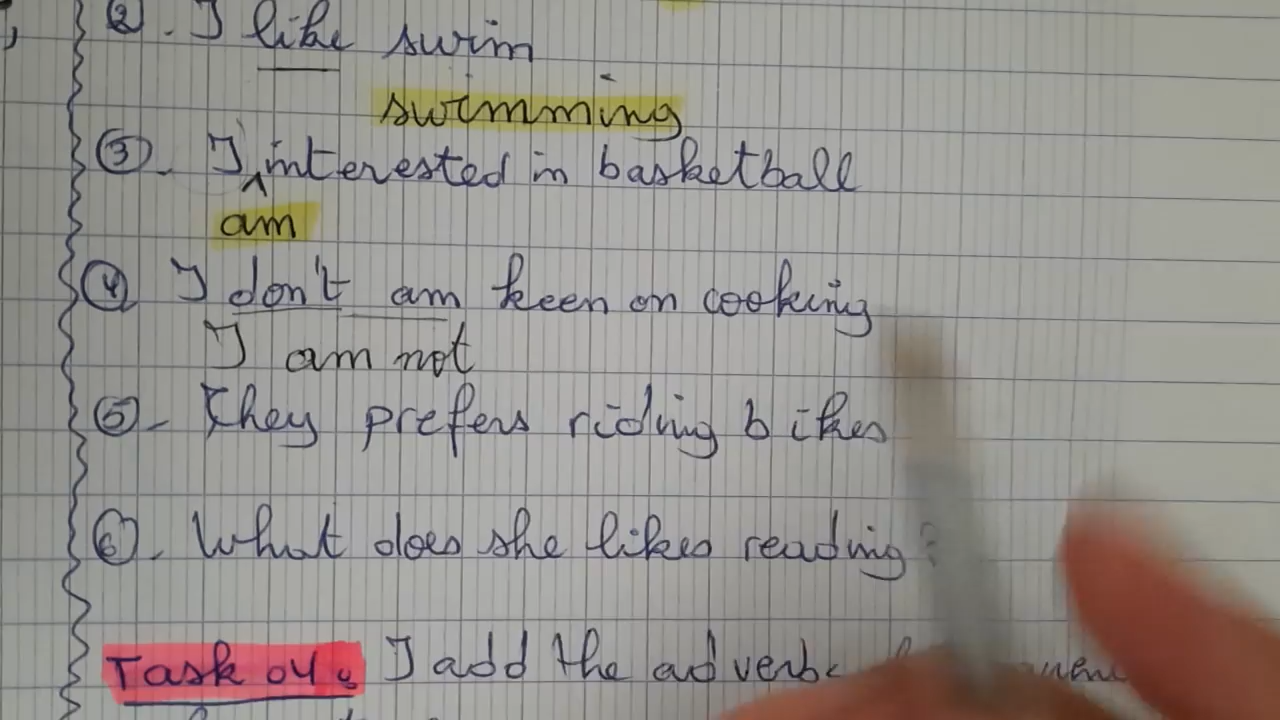 ②. I like swim
swimming
③. I ʌ interested in basketball
am
④ I don't am keen on cooking
I am not
⑤. They prefers riding bikes
⑥. What does she likes reading?
Task 04: I add the adverbs